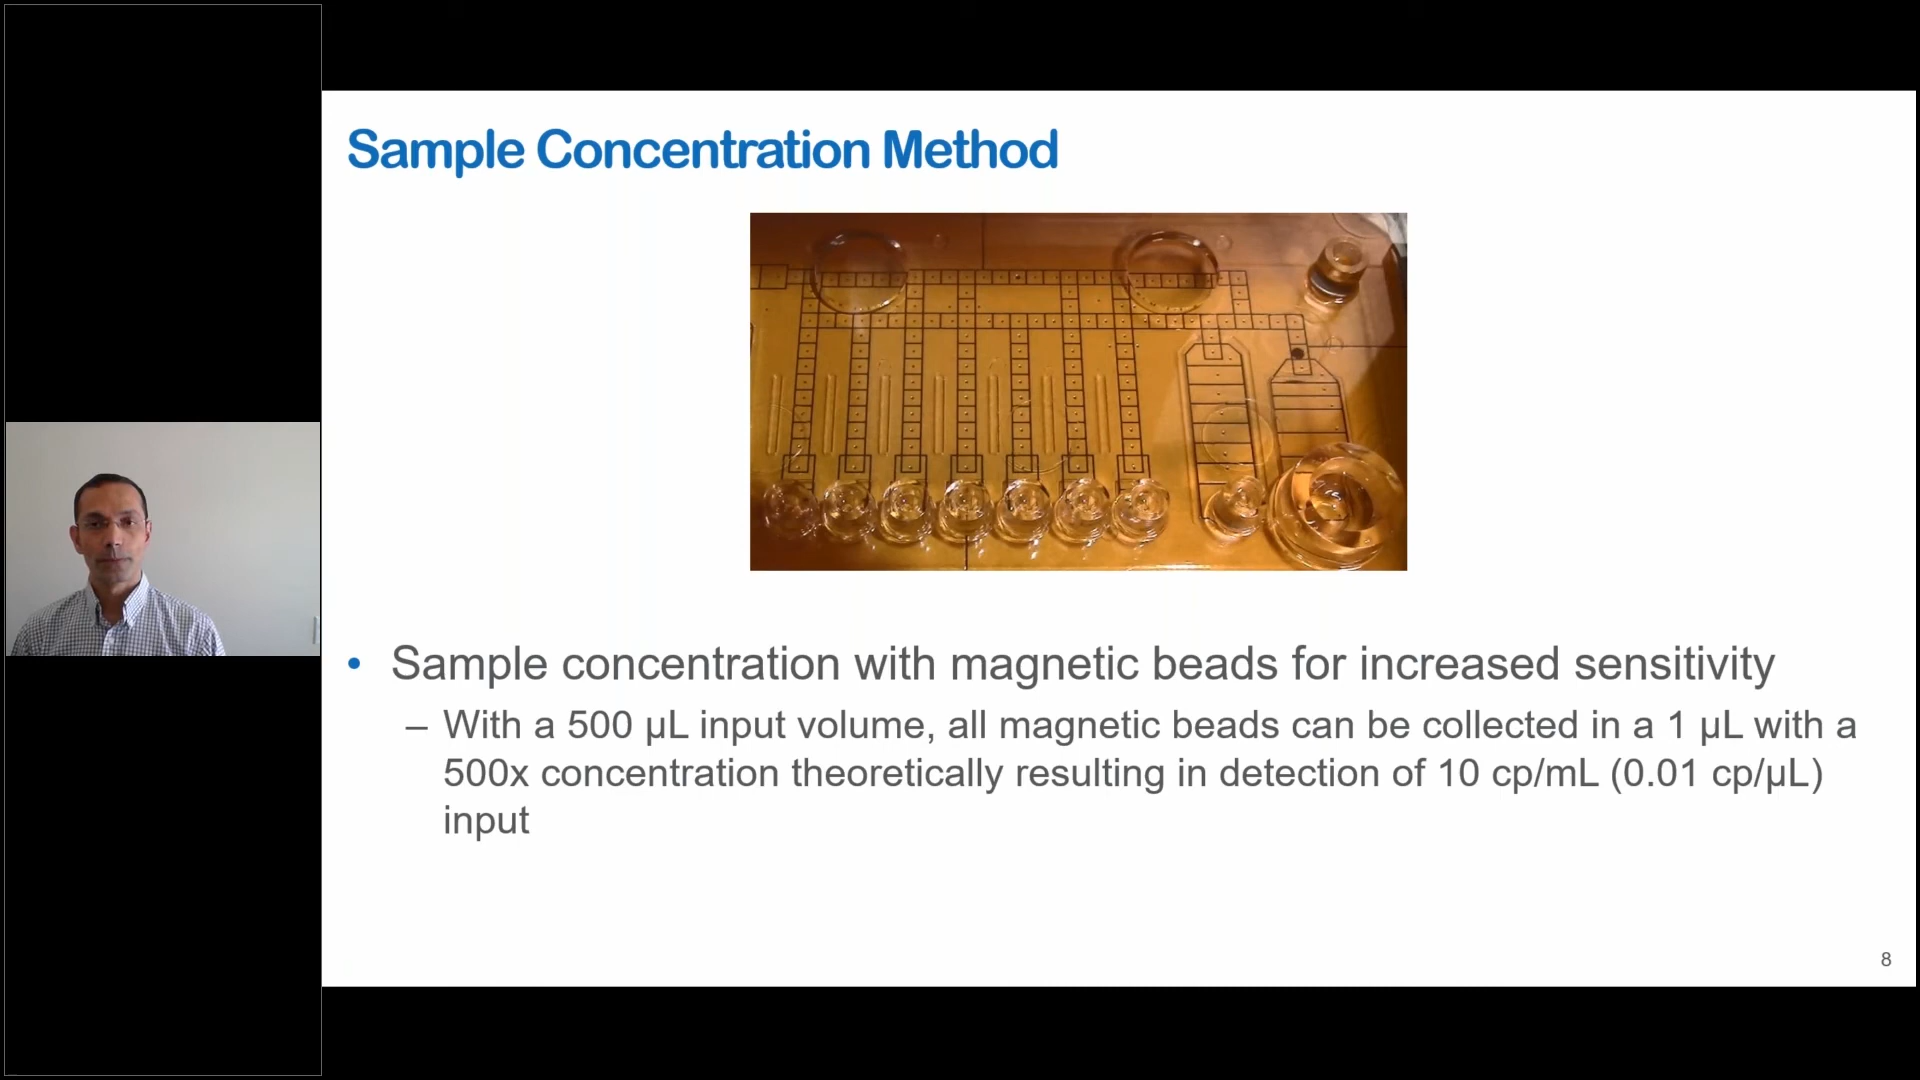 Sample Concentration Method
• Sample concentration with magnetic beads for increased sensitivity
– With a 500 µL input volume, all magnetic beads can be collected in a 1 µL with a
500x concentration theoretically resulting in detection of 10 cp/mL (0.01 cp/µL)
input
8